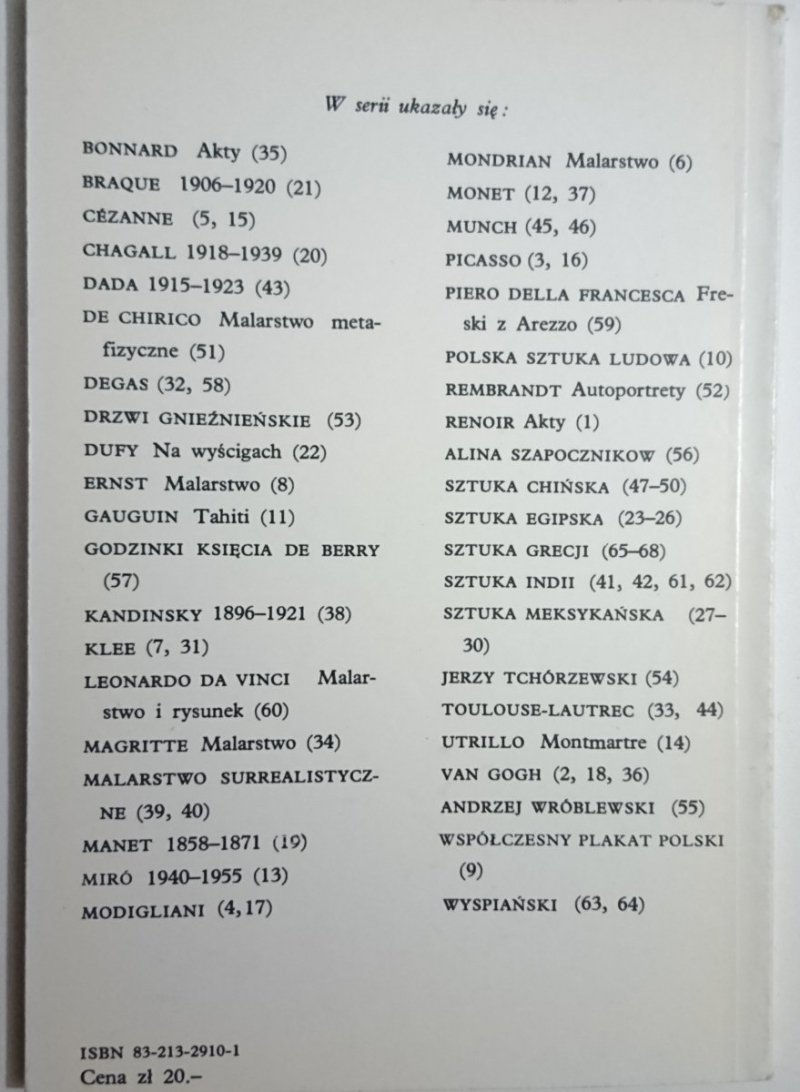 W serii ukazały się:
BONNARD Akty (35)
BRAQUE 1906–1920 (21)
CÉZANNE (5, 15)
CHAGALL 1918–1939 (20)
DADA 1915–1923 (43)
DE CHIRICO Malarstwo meta-
fizyczne (51)
DEGAS (32, 58)
DRZWI GNIEŹNIEŃSKIE (53)
DUFY Na wyścigach (22)
ERNST Malarstwo (8)
GAUGUIN Tahiti (11)
GODZINKI KSIĘCIA DE BERRY
(57)
KANDINSKY 1896–1921 (38)
KLEE (7, 31)
LEONARDO DA VINCI Malar-
stwo i rysunek (60)
MAGRITTE Malarstwo (34)
MALARSTWO SURREALISTYCZ-
NE (39, 40)
MANET 1858–1871 (19)
MIRÓ 1940–1955 (13)
MODIGLIANI (4, 17)
MONDRIAN Malarstwo (6)
MONET (12, 37)
MUNCH (45, 46)
PICASSO (3, 16)
PIERO DELLA FRANCESCA Fre-
ski z Arezzo (59)
POLSKA SZTUKA LUDOWA (10)
REMBRANDT Autoportrety (52)
RENOIR Akty (1)
ALINA SZAPOCZNIKOW (56)
SZTUKA CHIŃSKA (47–50)
SZTUKA EGIPSKA (23–26)
SZTUKA GRECJI (65–68)
SZTUKA INDII (41, 42, 61, 62)
SZTUKA MEKSYKAŃSKA (27–
30)
JERZY TCHÓRZEWSKI (54)
TOULOUSE-LAUTREC (33, 44)
UTRILLO Montmartre (14)
VAN GOGH (2, 18, 36)
ANDRZEJ WRÓBLEWSKI (55)
WSPÓŁCZESNY PLAKAT POLSKI
(9)
WYSPIAŃSKI (63, 64)
ISBN 83-213-2910-1
Cena zł 20.–